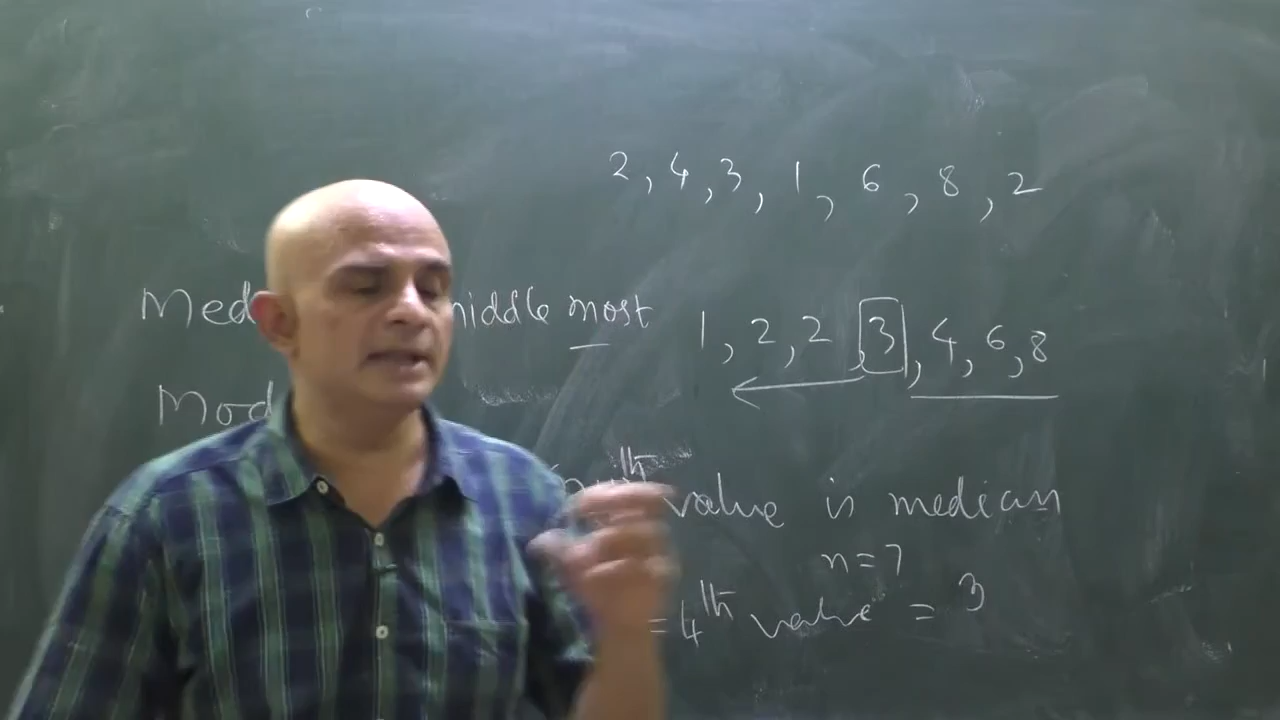 2, 4, 3, 1, 6, 8, 2
Med middle most 1, 2, 2, 3, 4, 6, 8
Mod
th value is median
n=7
=4th value = 3